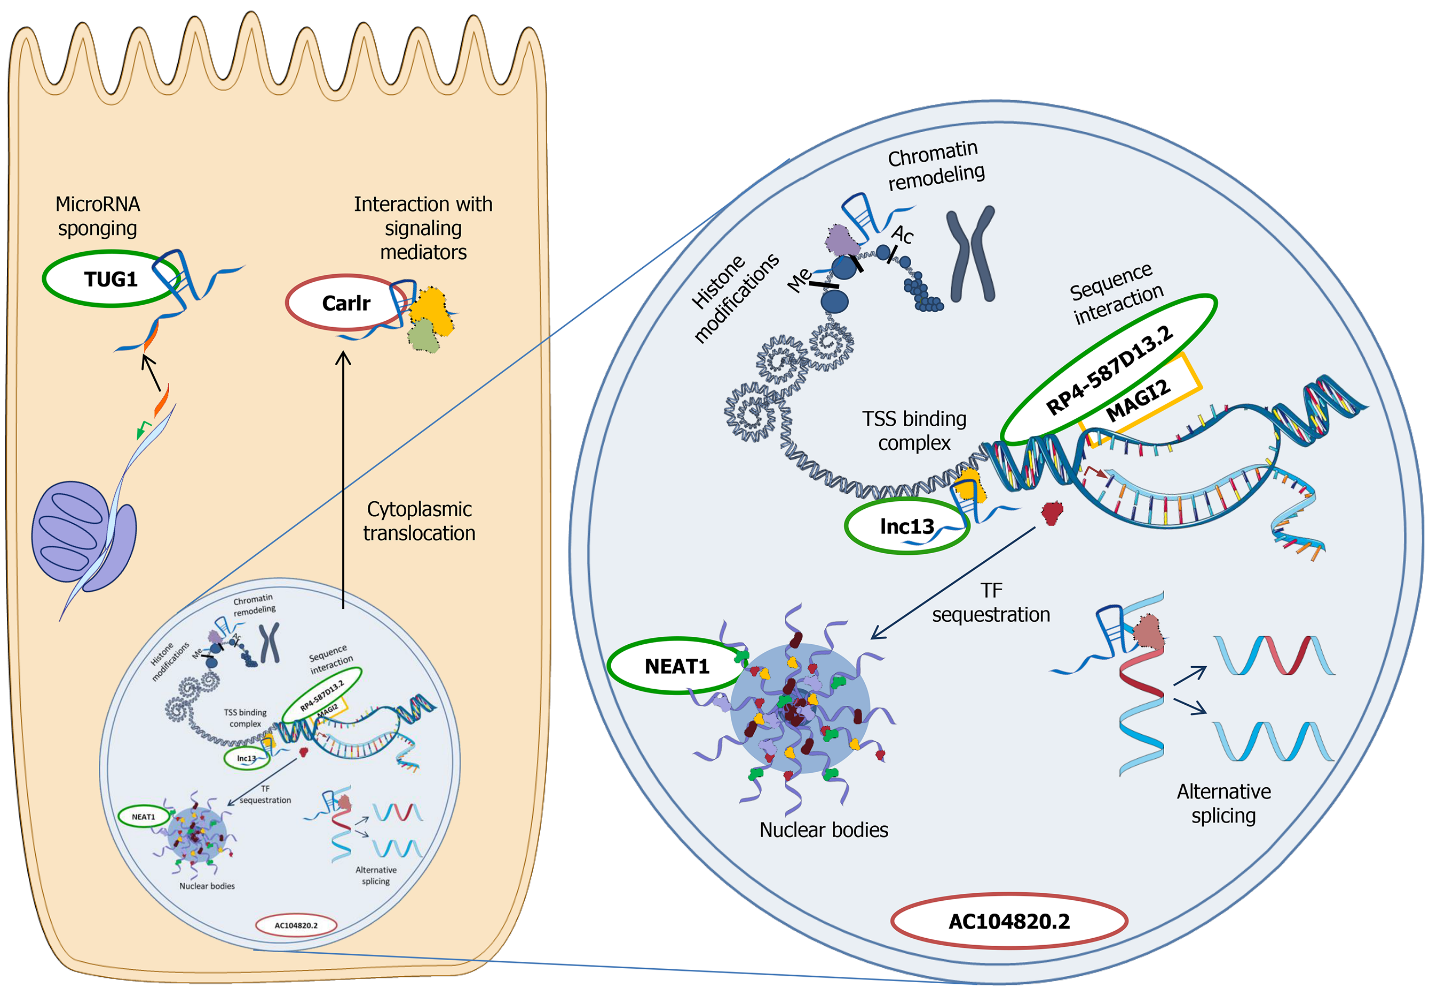 MicroRNA
sponging
TUG1
Interaction with
signaling
mediators
Carlr
Cytoplasmic
translocation
Chromatin
remodeling
Histone
modifications
Me
Ac
Sequence
interaction
RP4-587D13.2
MAGI2
TSS binding
complex
lnc13
TF
sequestration
NEAT1
Nuclear bodies
Alternative
splicing
AC104820.2
Chromatin
remodeling
Histone
modifications
Me
Ac
Sequence
interaction
RP4-587D13.2
MAGI2
TSS binding
complex
lnc13
TF
sequestration
NEAT1
Nuclear bodies
Alternative
splicing
AC104820.2